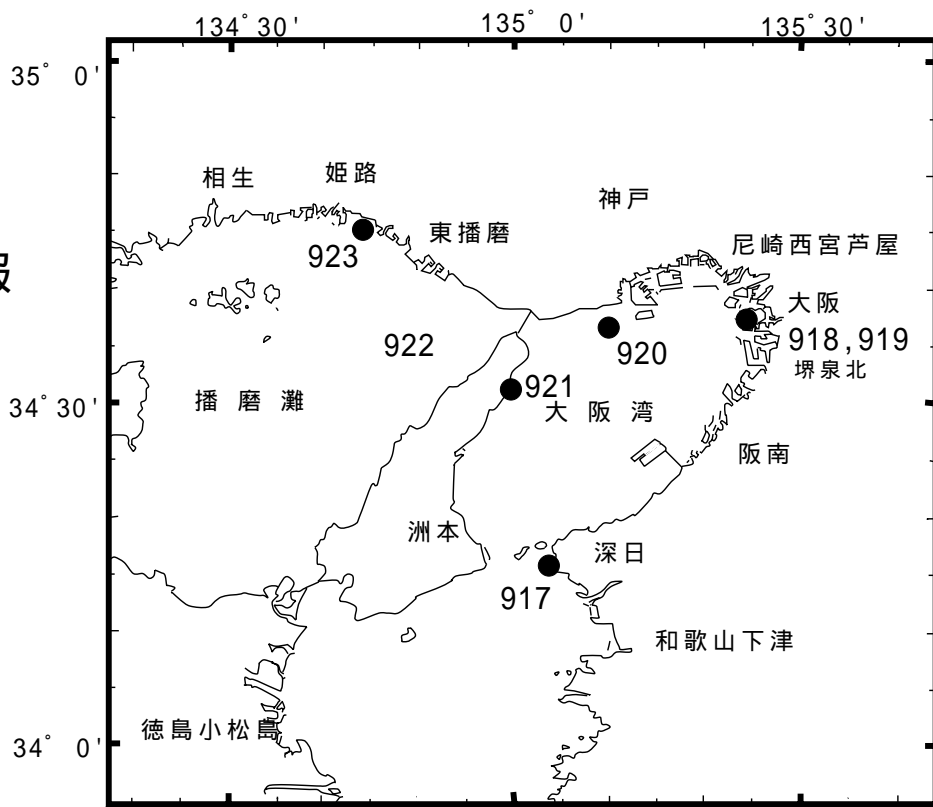 134° 30'
135° 0'
135° 30'
35° 0'
相生
姫路
神戸
東播磨
尼崎西宮芦屋
報
923
大阪
922
920
918,919
堺泉北
921
播磨灘
34° 30'
大阪湾
阪南
洲本
深日
917
和歌山下津
徳島小松島
34° 0'